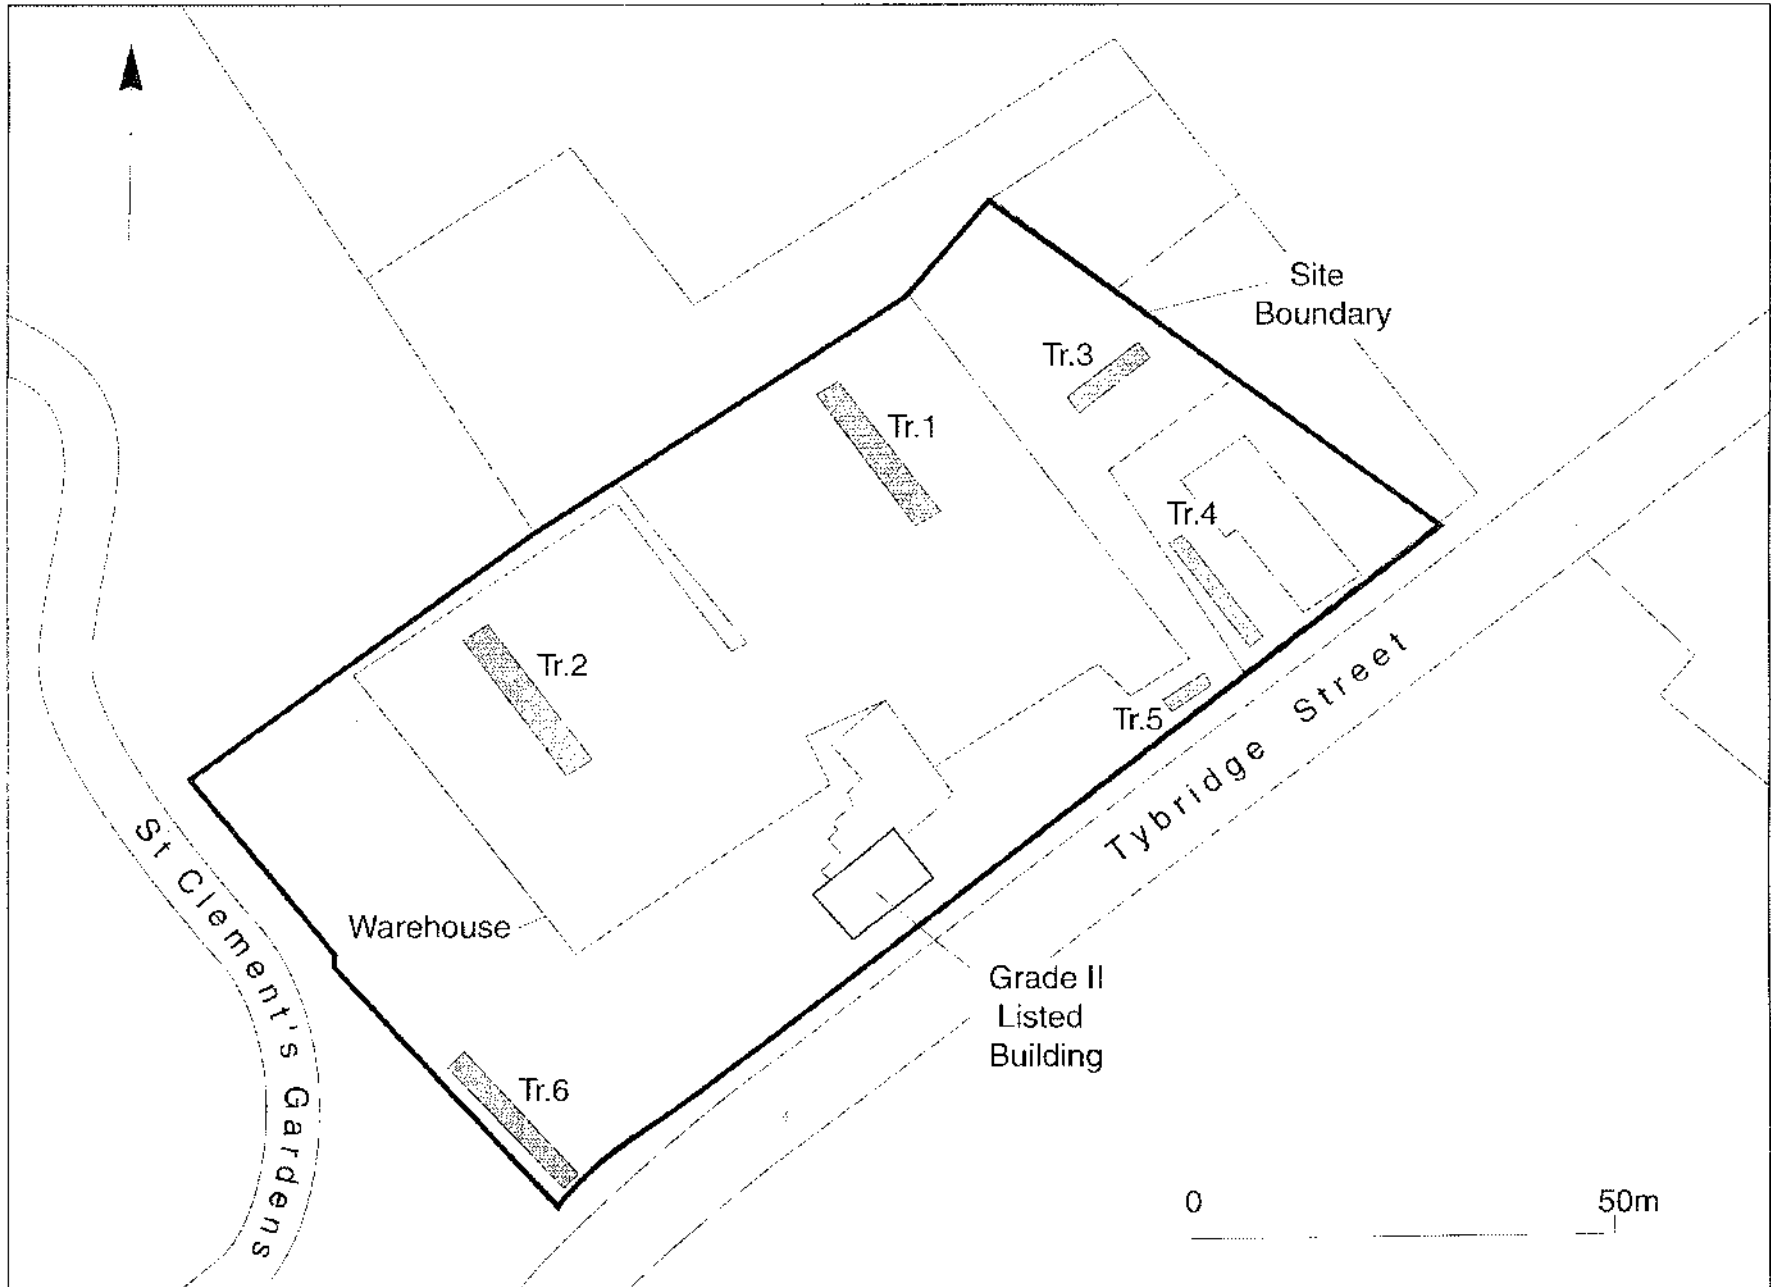 Site
Boundary
Tr.3
Tr.1
Tr.4
Tr.2
Tr.5
Tybridge Street
St Clement's Gardens
Warehouse
Grade II
Listed
Building
Tr.6
0 50m